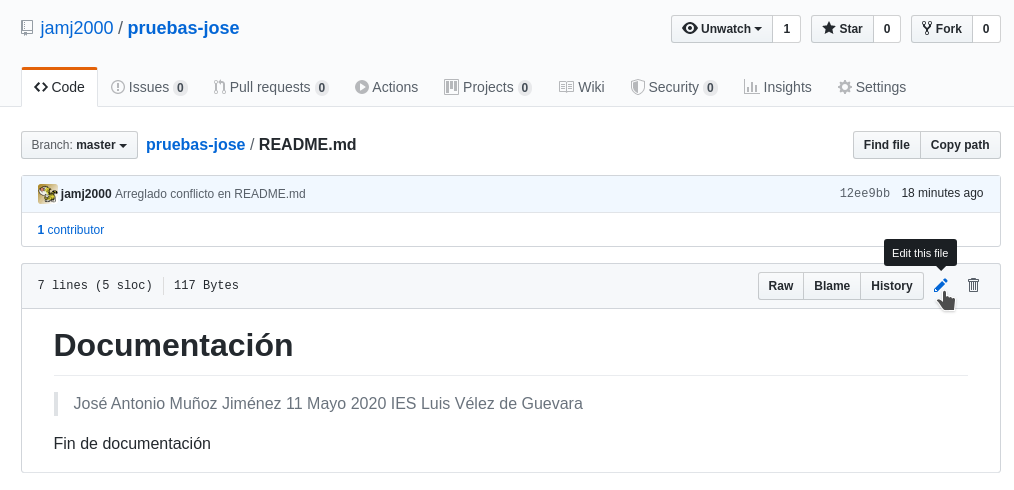 jamj2000 / pruebas-jose
Unwatch 1 Star 0 Fork 0
Code Issues 0 Pull requests 0 Actions Projects 0 Wiki Security 0 Insights Settings
Branch: master pruebas-jose / README.md Find file Copy path
jamj2000 Arreglado conflicto en README.md 12ee9bb 18 minutes ago
1 contributor
Edit this file
7 lines (5 sloc) 117 Bytes Raw Blame History
Documentación
José Antonio Muñoz Jiménez 11 Mayo 2020 IES Luis Vélez de Guevara
Fin de documentación